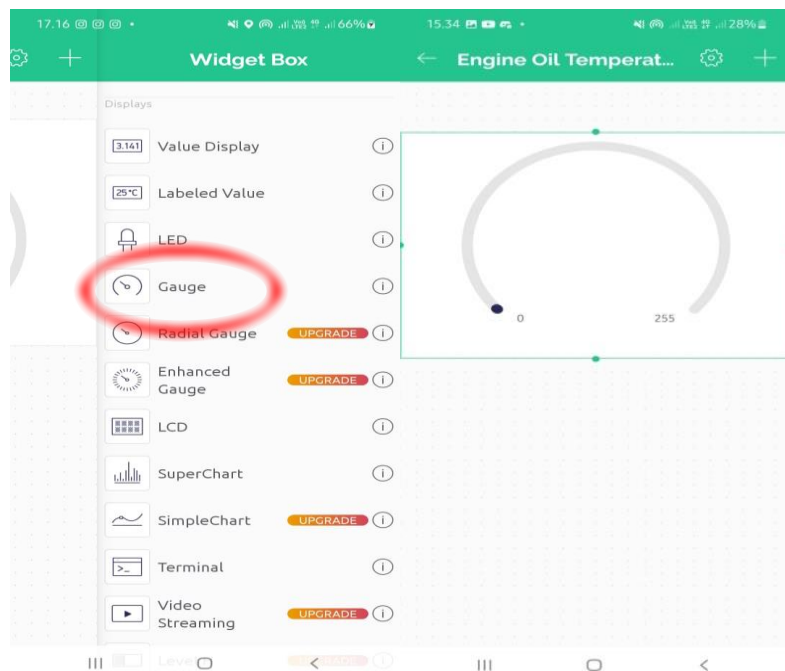 17.16
66%
Widget Box
Displays
3.141 Value Display
25°C Labeled Value
LED
Gauge
Radial Gauge UPGRADE
Enhanced
Gauge UPGRADE
LCD
SuperChart
SimpleChart UPGRADE
Terminal
Video
Streaming UPGRADE
15.34
28%
Engine Oil Temperat...
0 255